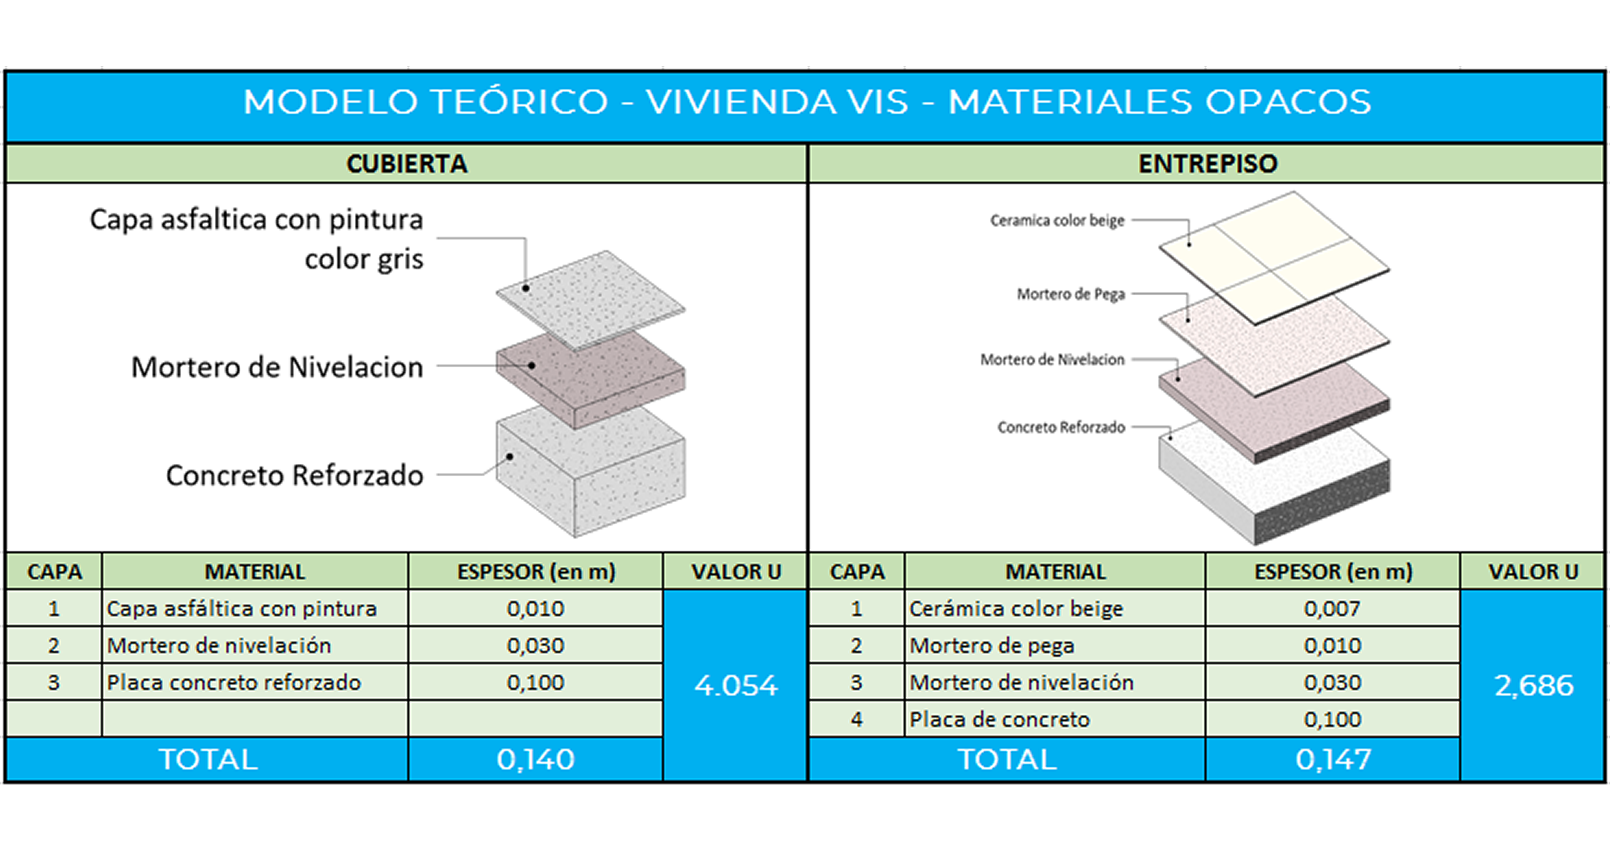 MODELO TEÓRICO - VIVIENDA VIS - MATERIALES OPACOS
CUBIERTA
ENTREPISO
Capa asfaltica con pintura
color gris
Mortero de Nivelacion
Concreto Reforzado
Ceramica color beige
Mortero de Pega
Mortero de Nivelacion
Concreto Reforzado
CAPA MATERIAL ESPESOR (en m) VALOR U
1 Capa asfáltica con pintura 0,010
2 Mortero de nivelación 0,030
3 Placa concreto reforzado 0,100
4.054
TOTAL 0,140
CAPA MATERIAL ESPESOR (en m) VALOR U
1 Cerámica color beige 0,007
2 Mortero de pega 0,010
3 Mortero de nivelación 0,030
4 Placa de concreto 0,100
2,686
TOTAL 0,147